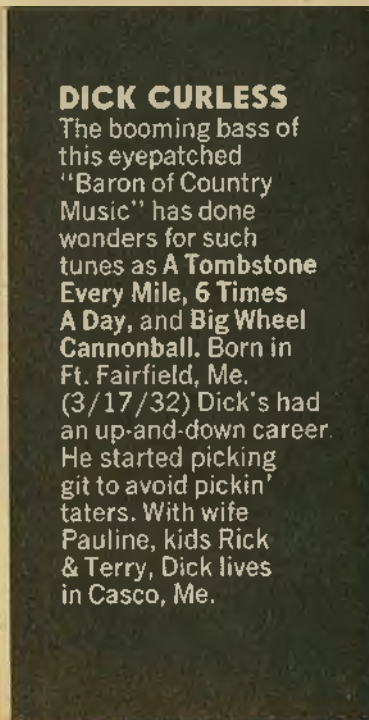 DICK CURLESS
The booming bass of
this eyepatched
"Baron of Country
Music" has done
wonders for such
tunes as A Tombstone
Every Mile, 6 Times
A Day, and Big Wheel
Cannonball. Born in
Ft. Fairfield, Me.
(3/17/32) Dick's had
an up-and-down career.
He started picking
git to avoid pickin'
taters. With wife
Pauline, kids Rick
& Terry, Dick lives
in Casco, Me.